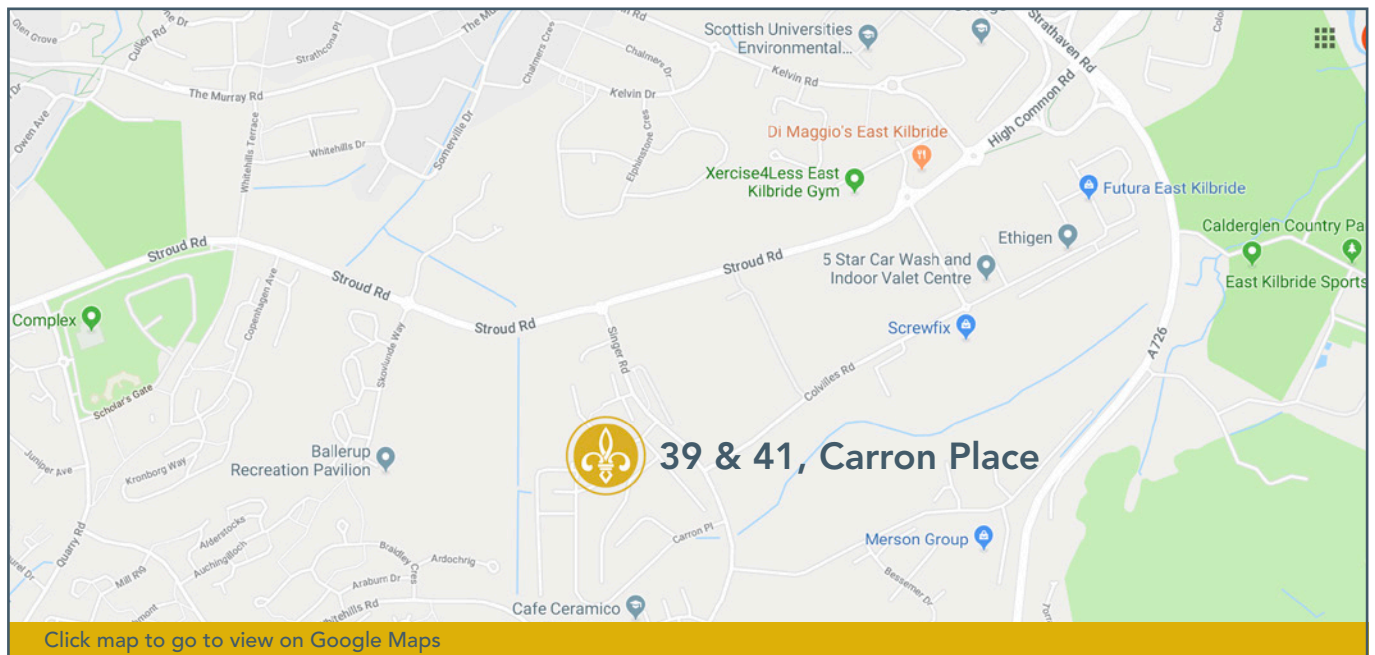 Glen Grove
Cullen Rd
Strathcona Pl
The Murray Rd
Owen Ave
Whitehills Terrace
Whitehills Dr
Somerville Dr
Chalmers Cres
Chalmers Dr
Kelvin Dr
Kelvin Rd
Elphinstone Cres
Scottish Universities
Environmental...
Strathaven Rd
High Common Rd
Di Maggio's East Kilbride
Xercise4Less East
Kilbride Gym
Futura East Kilbride
Ethigen
5 Star Car Wash and
Indoor Valet Centre
Calderglen Country Pa
East Kilbride Sports
Screwfix
A726
Stroud Rd
Stroud Rd
Stroud Rd
Stroud Rd
Complex
Copenhagen Ave
Skovlunde Way
Scholar's Gate
Singer Rd
Colvilles Rd
Ballerup
Recreation Pavilion
39 & 41, Carron Place
Juniper Ave
Kronborg Way
Quarry Rd
Alderstocks
Auchingilloch
Mill Rd
Braidley Cres
Ardochrig
Araburn Dr
Carron Pl
Merson Group
Bessemer Dr
Cafe Ceramico
Click map to go to view on Google Maps